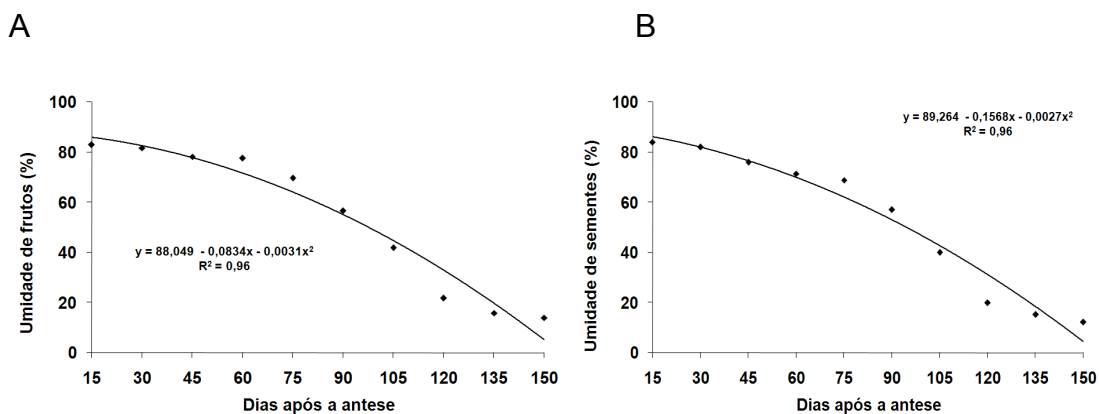 A
B
Umidade de frutos (%)
100
80
60
40
20
0
y = 88,049 - 0,0834x - 0,0031x²
R² = 0,96
15 30 45 60 75 90 105 120 135 150
Dias após a antese
Umidade de sementes (%)
100
80
60
40
20
0
y = 89,264 - 0,1568x - 0,0027x²
R² = 0,96
15 30 45 60 75 90 105 120 135 150
Dias após a antese